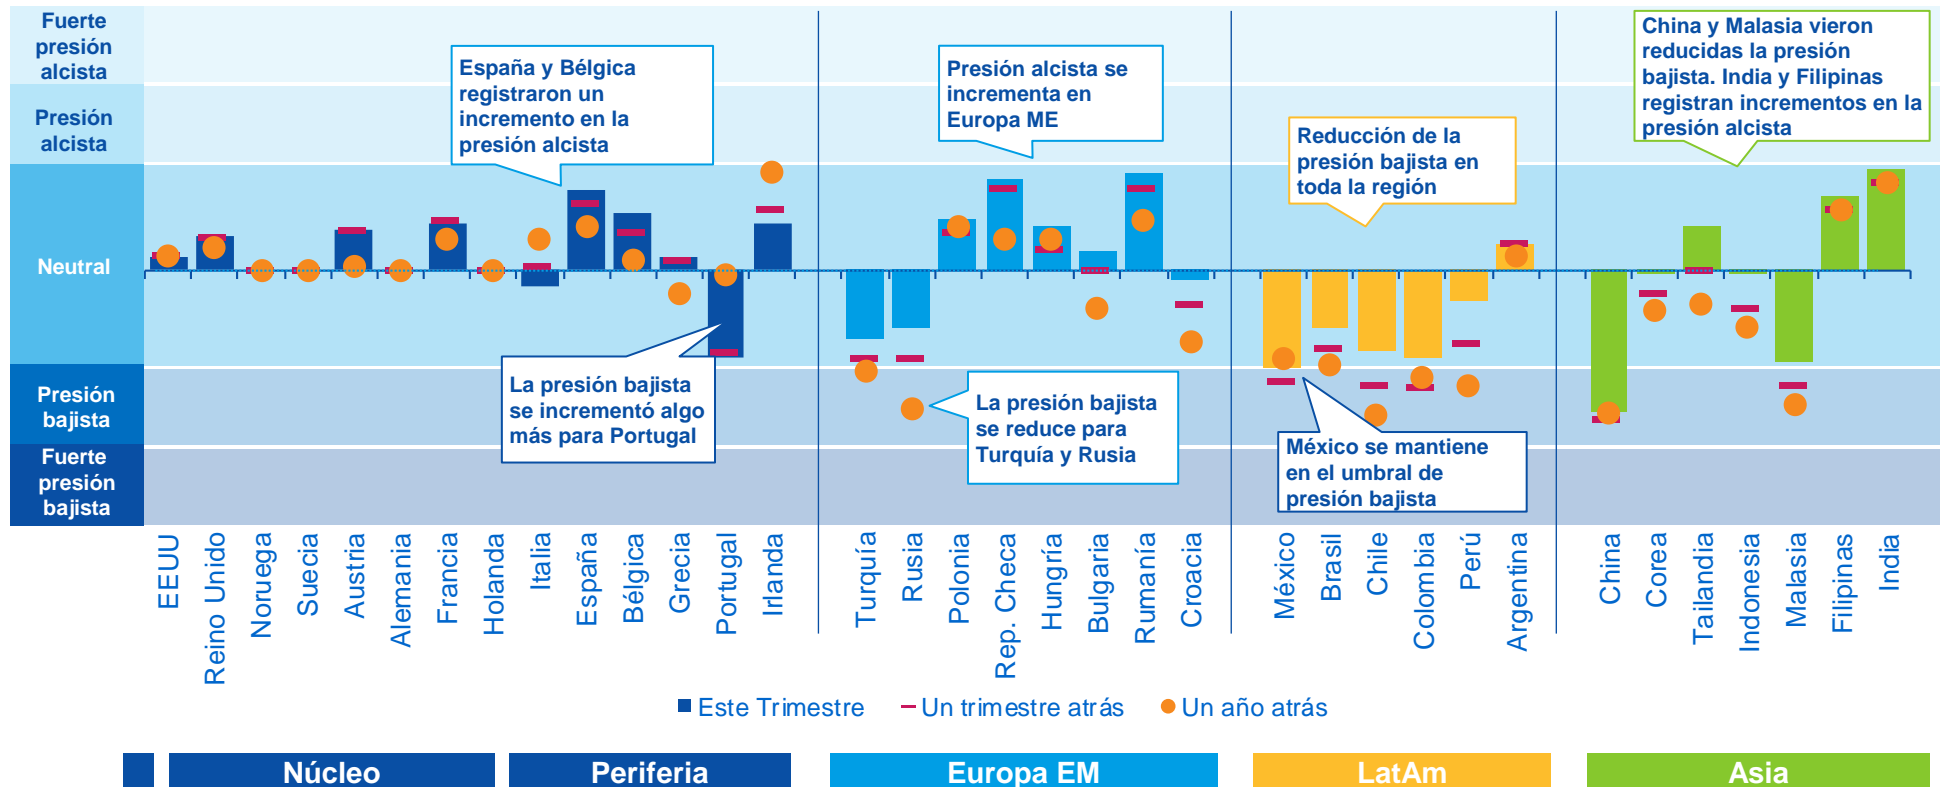 Fuerte
presión
alcista
Presión
alcista
Neutral
Presión
bajista
Fuerte
presión
bajista
España y Bélgica
registraron un
incremento en la
presión alcista
La presión bajista
se incrementó algo
más para Portugal
Presión alcista se
incrementa en
Europa ME
La presión bajista
se reduce para
Turquía y Rusia
Reducción de la
presión bajista en
toda la región
México se mantiene
en el umbral de
presión bajista
China y Malasia vieron
reducidas la presión
bajista. India y Filipinas
registran incrementos en la
presión alcista
EEUU
Reino Unido
Noruega
Suecia
Austria
Alemania
Francia
Holanda
Italia
España
Bélgica
Grecia
Portugal
Irlanda
Turquía
Rusia
Polonia
Rep. Checa
Hungría
Bulgaria
Rumanía
Croacia
México
Brasil
Chile
Colombia
Perú
Argentina
China
Corea
Tailandia
Indonesia
Malasia
Filipinas
India
Este Trimestre
Un trimestre atrás
Un año atrás
Núcleo
Periferia
Europa EM
LatAm
Asia